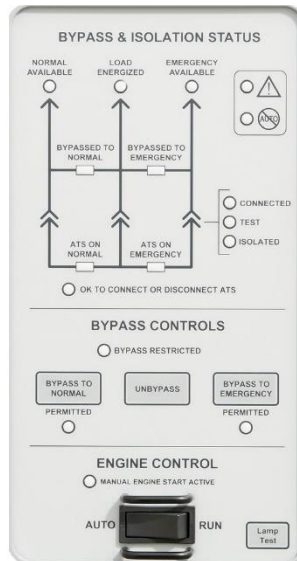 BYPASS & ISOLATION STATUS
NORMAL AVAILABLE
LOAD ENERGIZED
EMERGENCY AVAILABLE
AUTO
BYPASSED TO NORMAL
BYPASSED TO EMERGENCY
CONNECTED
TEST
ISOLATED
ATS ON NORMAL
ATS ON EMERGENCY
OK TO CONNECT OR DISCONNECT ATS
BYPASS CONTROLS
BYPASS RESTRICTED
BYPASS TO NORMAL
UNBYPASS
BYPASS TO EMERGENCY
PERMITTED
PERMITTED
ENGINE CONTROL
MANUAL ENGINE START ACTIVE
AUTO
RUN
Lamp Test